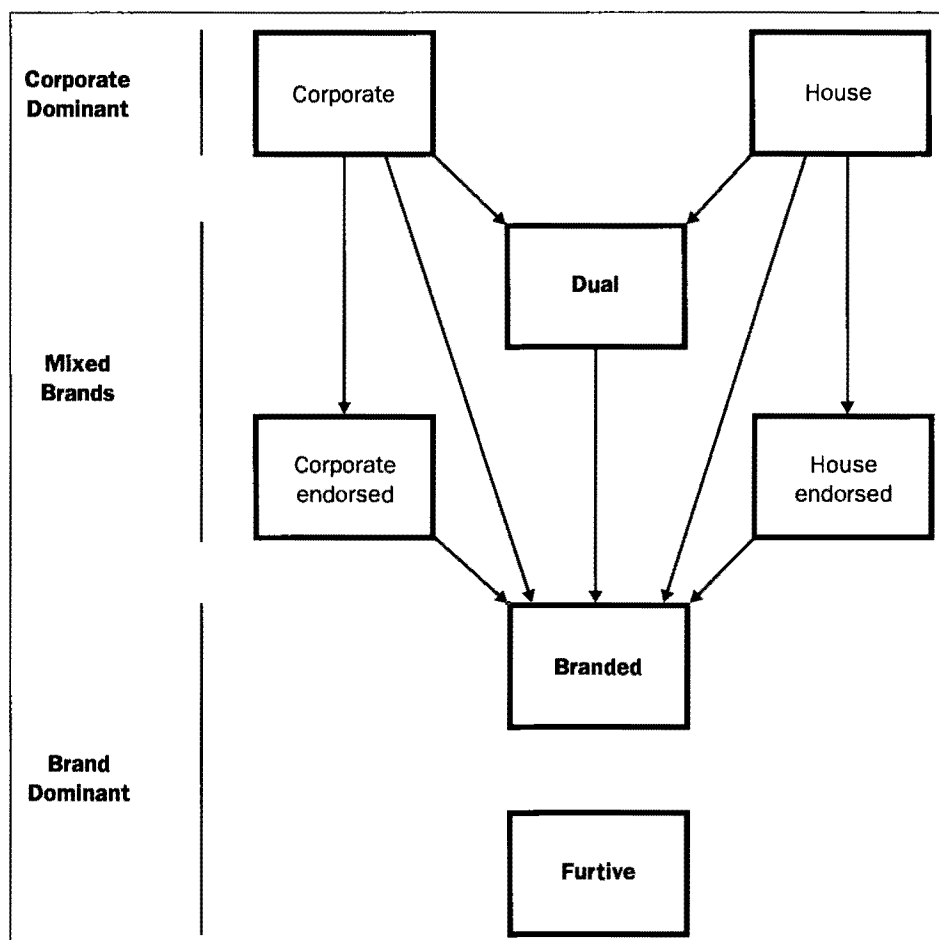 Corporate
Dominant
Corporate
House
Dual
Mixed
Brands
Corporate
endorsed
House
endorsed
Branded
Brand
Dominant
Furtive